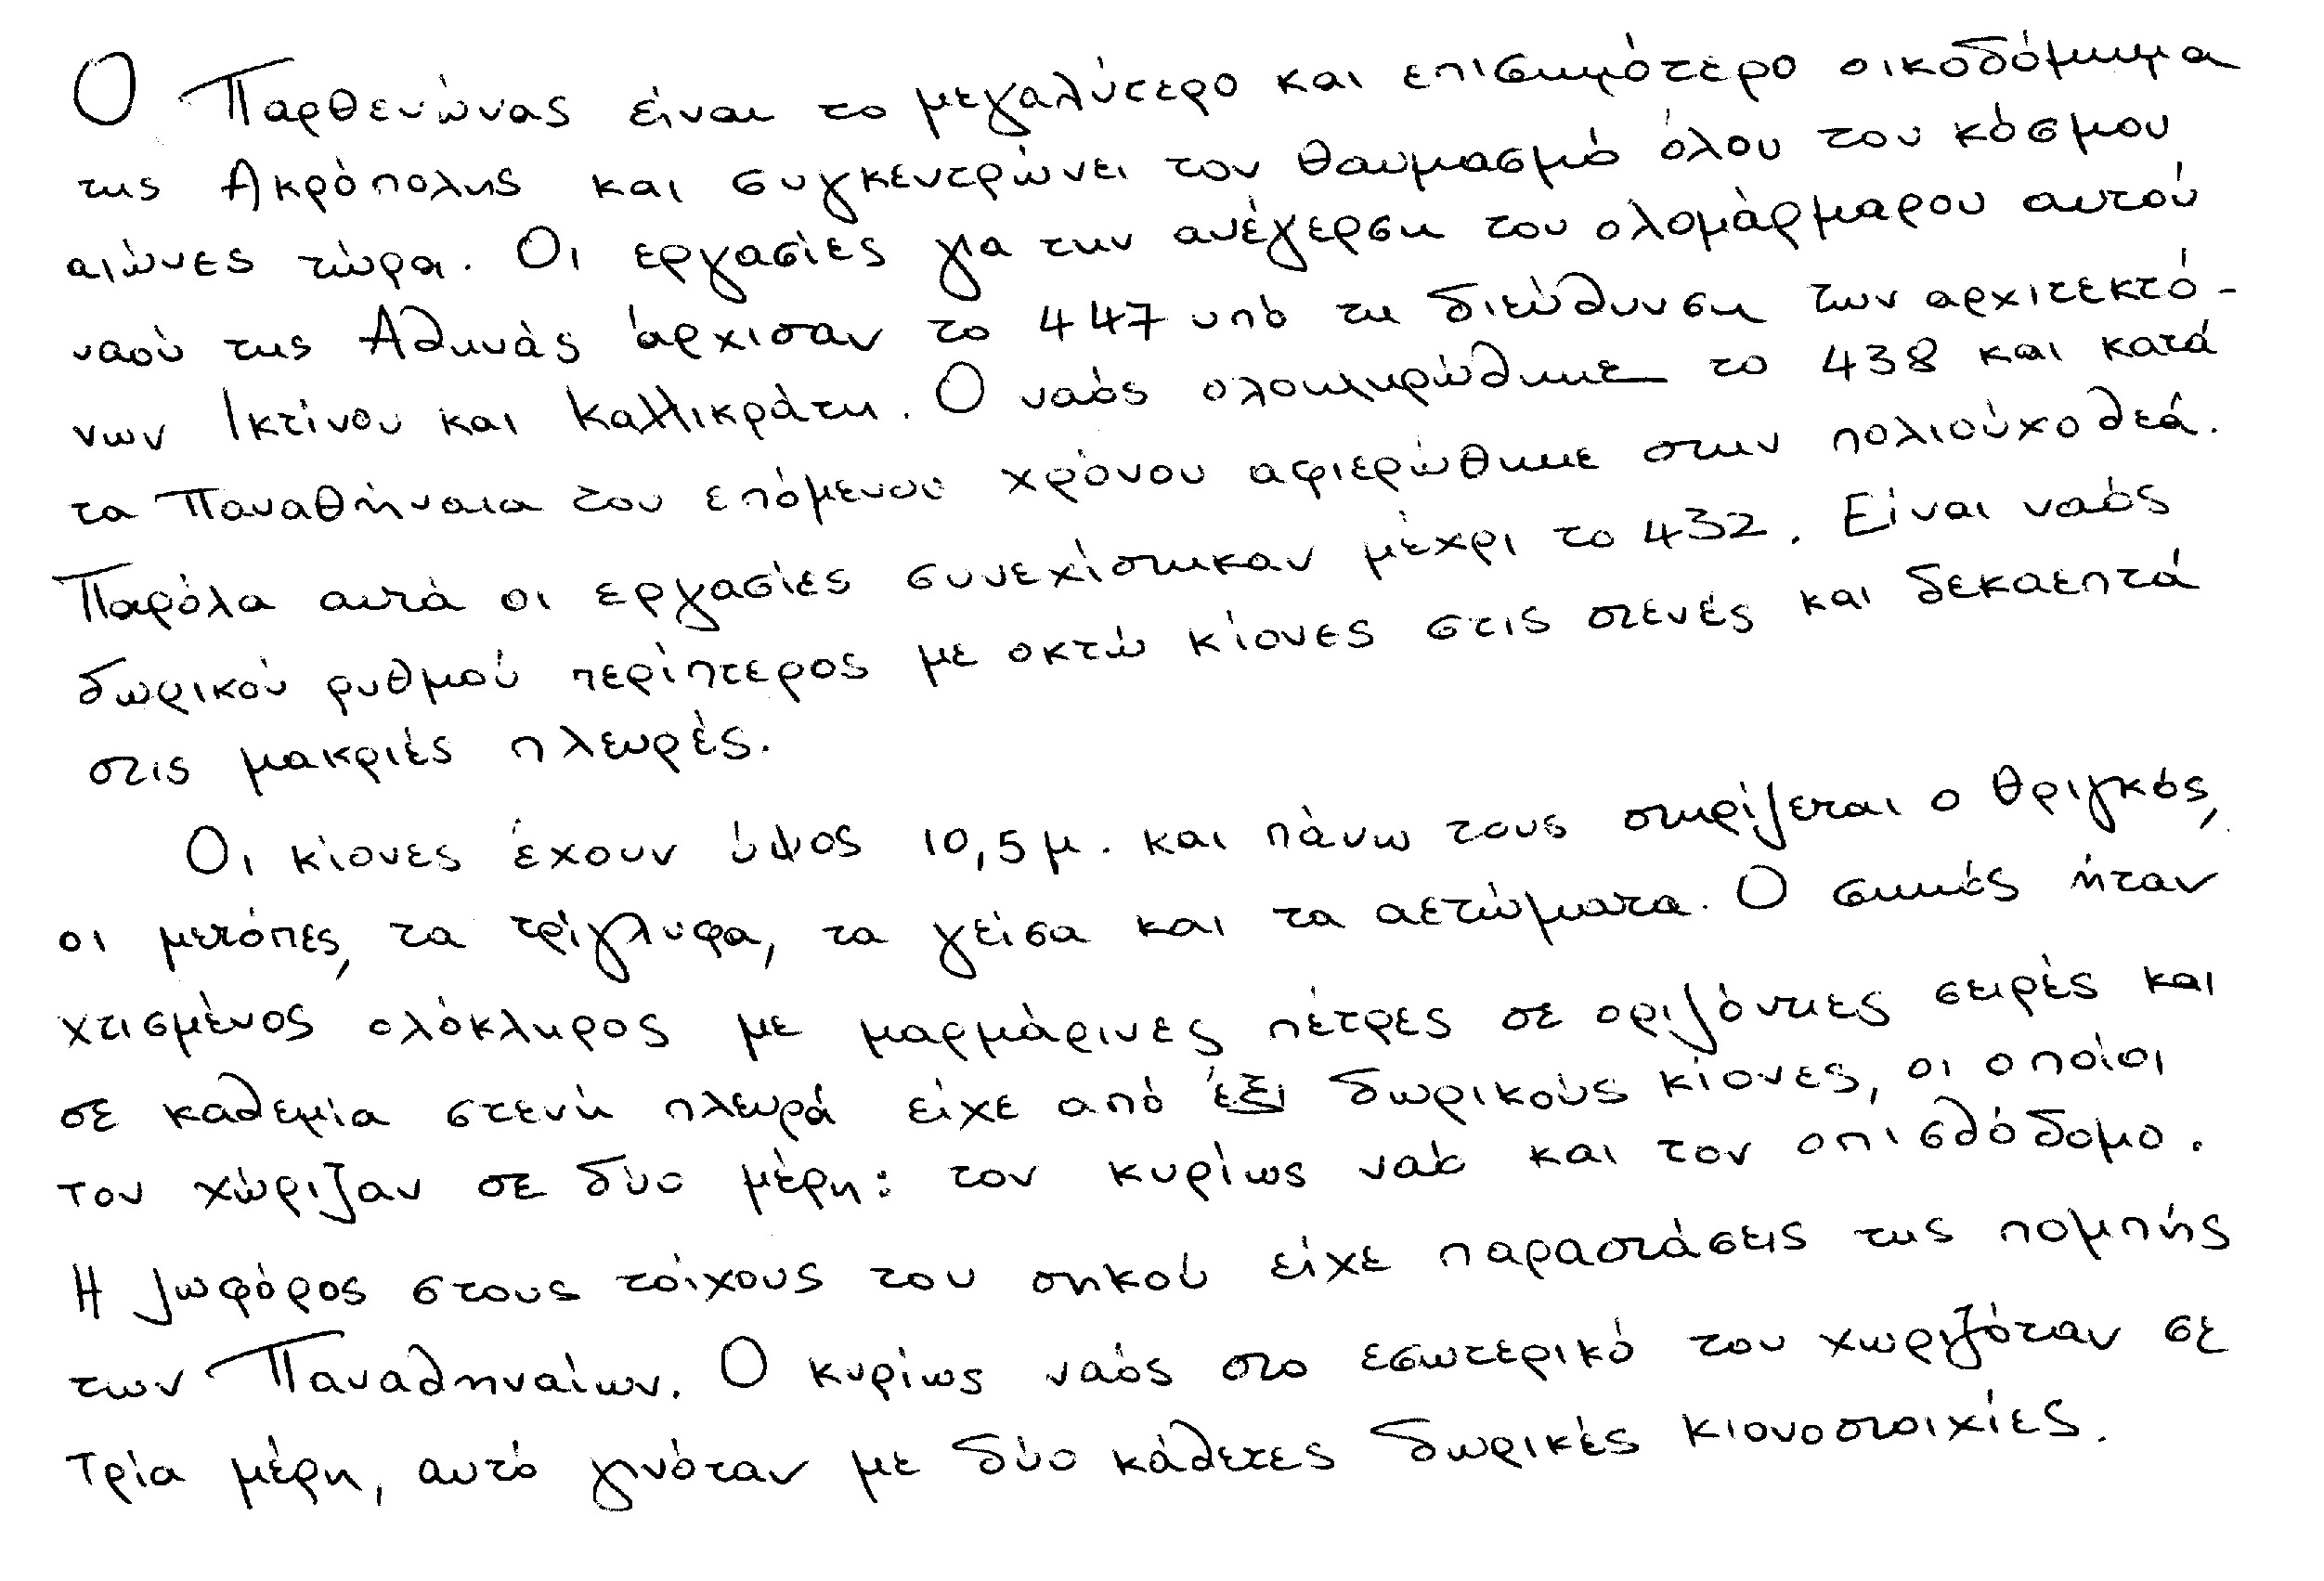 Ο Παρθενώνας είναι το μεγαλύτερο και επισημότερο οικοδόμημα
της Ακρόπολης και συγκεντρώνει τον θαυμασμό όλου του κόσμου
αιώνες τώρα. Οι εργασίες για την ανέγερση του ολομάρμαρου αυτού
ναού της Αθηνάς άρχισαν το 447 υπό τη διεύθυνση των αρχιτεκτό-
νων Ικτίνου και Καλλικράτη. Ο ναός ολοκληρώθηκε το 438 και κατά
τα Παναθήναια του επόμενου χρόνου αφιερώθηκε στην πολιούχο θεά.
Παρόλα αυτά οι εργασίες συνεχίστηκαν μέχρι το 432. Είναι ναός
δωρικού ρυθμού περίπτερος με οκτώ κίονες στις στενές και δεκαεπτά
στις μακριές πλευρές.
Οι κίονες έχουν ύψος 10,5 μ. και πάνω τους στηρίζεται ο θριγκός,
οι μετόπες, τα τρίγλυφα, τα γείσα και τα αετώματα. Ο σηκός ήταν
χτισμένος ολόκληρος με μαρμάρινες πέτρες σε οριζόντιες σειρές και
σε καθεμία στενή πλευρά είχε από έξι δωρικούς κίονες, οι οποίοι
τον χώριζαν σε δύο μέρη: τον κυρίως ναό και τον οπισθόδομο.
Η ζωφόρος στους τοίχους του σηκού είχε παραστάσεις της πομπής
των Παναθηναίων. Ο κυρίως ναός στο εσωτερικό του χωριζόταν σε
τρία μέρη, αυτό γινόταν με δύο κάθετες δωρικές κιονοστοιχίες.